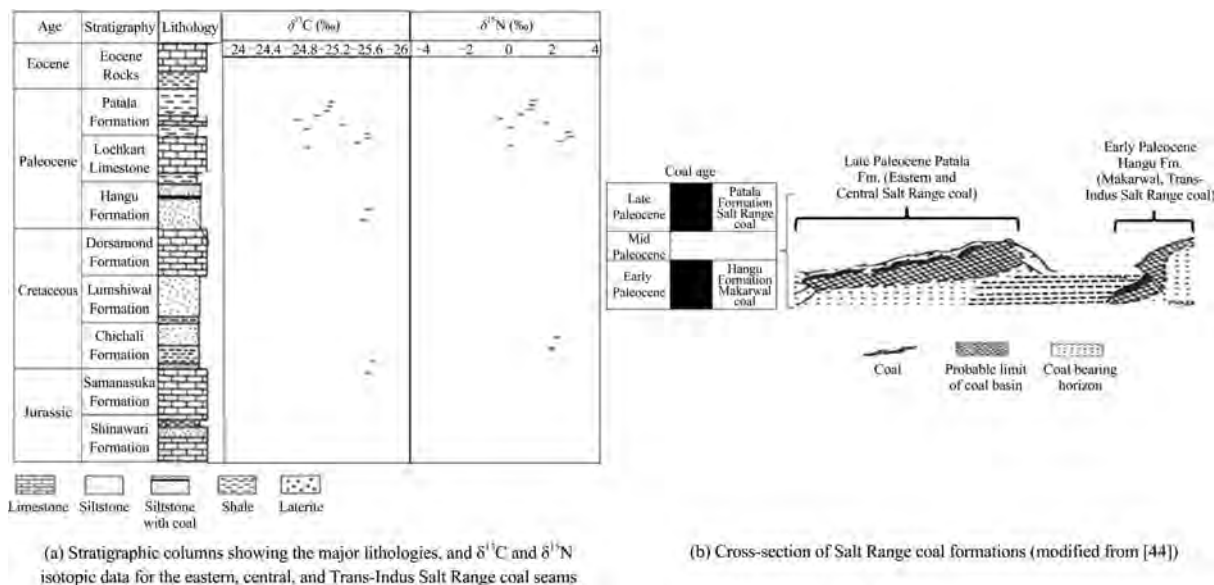 Age Stratigraphy Lithology δ¹³C (‰) δ¹⁵N (‰)
−24 −24.4 −24.8 −25.2 −25.6 −26 −4 −2 0 2 4
Eocene
Eocene
Rocks
Paleocene
Patala
Formation
Lochkart
Limestone
Hangu
Formation
Cretaceous
Dorsamond
Formation
Lumshiwal
Formation
Chichali
Formation
Jurassic
Samanasuka
Formation
Shinawari
Formation
Limestone
Siltstone
Siltstone
with coal
Shale
Laterite
(a) Stratigraphic columns showing the major lithologies, and δ¹³C and δ¹⁵N
isotopic data for the eastern, central, and Trans-Indus Salt Range coal seams
Coal age
Late
Paleocene
Patala
Formation
Salt Range
coal
Mid
Paleocene
Early
Paleocene
Hangu
Formation
Makarwal
coal
Late Paleocene Patala
Fm. (Eastern and
Central Salt Range coal)
Early Paleocene
Hangu Fm.
(Makarwal, Trans-
Indus Salt Range coal)
Coal
Probable limit
of coal basin
Coal bearing
horizon
(b) Cross-section of Salt Range coal formations (modified from [44])